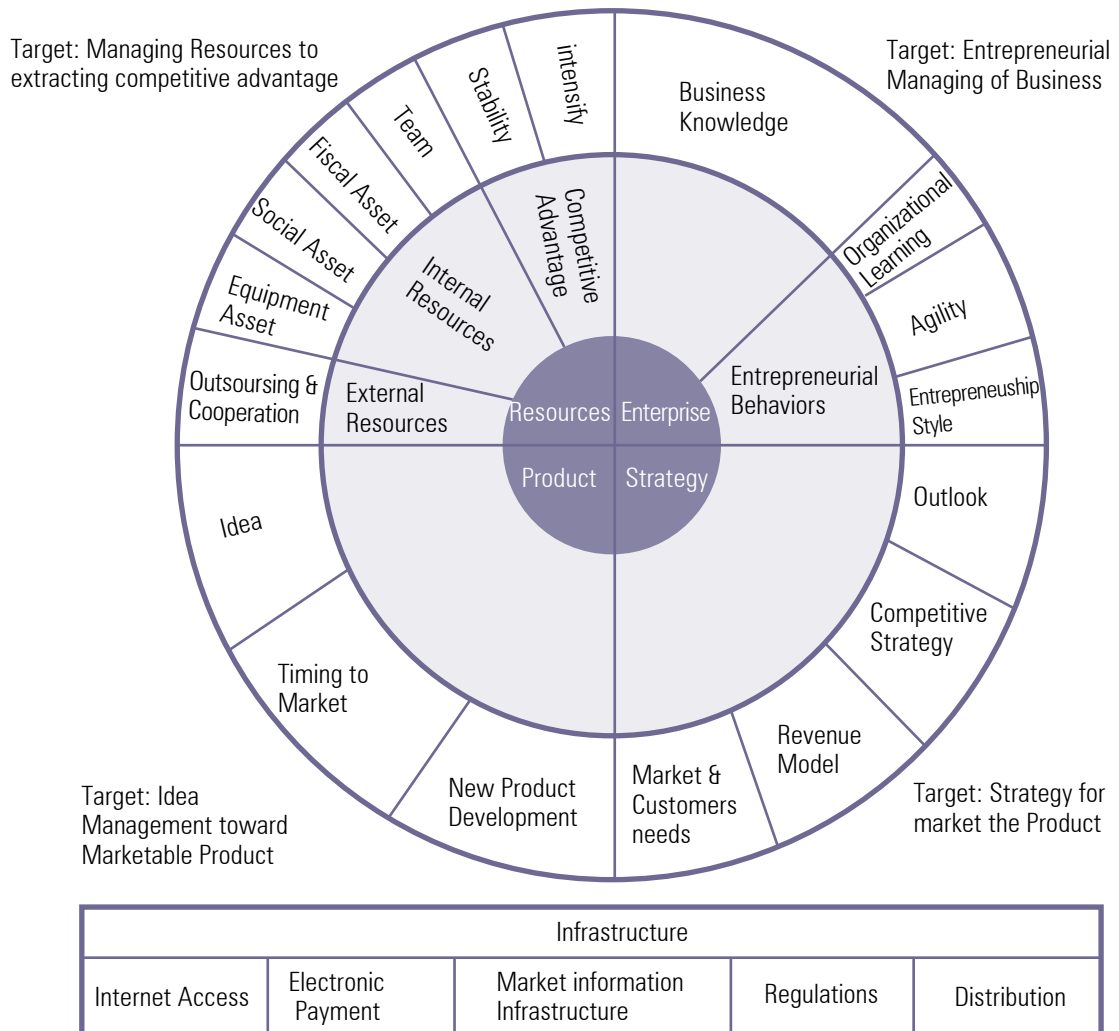 Target: Managing Resources to
extracting competitive advantage
Target: Entrepreneurial
Managing of Business
intensify
Stability
Team
Fiscal Asset
Social Asset
Equipment
Asset
Outsoursing &
Cooperation
Business
Knowledge
Organizational
Learning
Agility
Entrepreneuship
Style
Competitive
Advantage
Internal
Resources
External
Resources
Entrepreneurial
Behaviors
Resources
Enterprise
Product
Strategy
Idea
Timing to
Market
New Product
Development
Market &
Customers
needs
Revenue
Model
Competitive
Strategy
Outlook
Target: Idea
Management toward
Marketable Product
Target: Strategy for
market the Product
Infrastructure
Internet Access
Electronic
Payment
Market information
Infrastructure
Regulations
Distribution